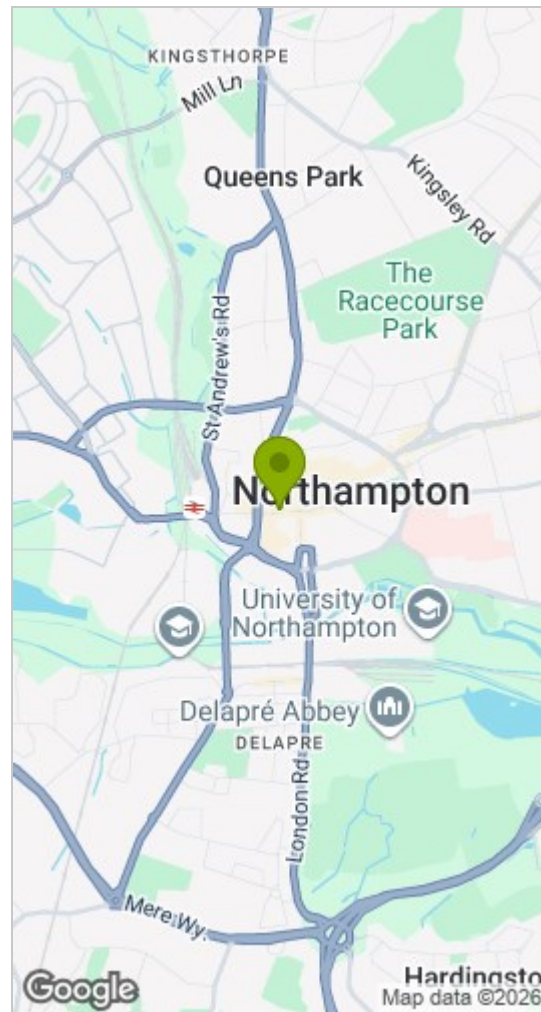 KINGSTHORPE
Mill Ln
Queens Park
Kingsley Rd
The
Racecourse
Park
St Andrew's Rd
Northampton
University of
Northampton
Delapré Abbey
DELAPRE
London Rd
Mere Wy.
Hardingsto
Google
Map data ©2026